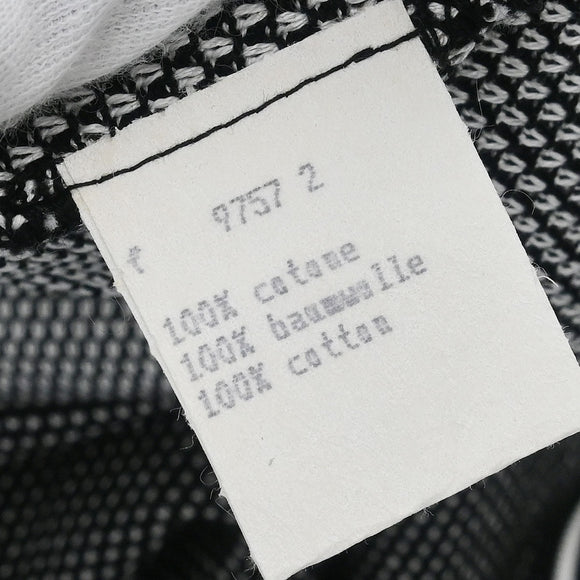 9757 2
t
100% cotone
100% baumwolle
100% cotton